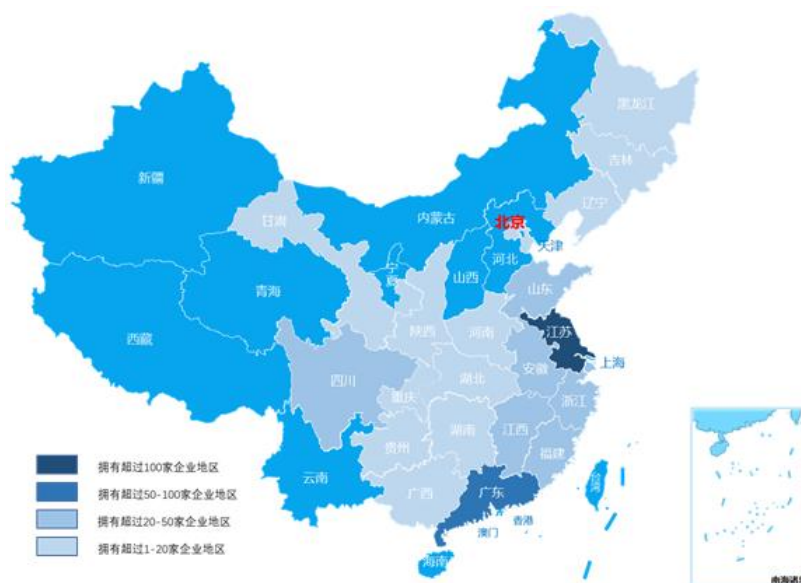 黑龙江
吉林
辽宁
新疆
甘肃
内蒙古
北京
天津
河北
山西
宁夏
青海
山东
西藏
陕西
河南
江苏
上海
安徽
四川
湖北
重庆
浙江
湖南
江西
贵州
福建
云南
广西
广东
台湾
香港
澳门
海南
拥有超过100家企业地区
拥有超过50-100家企业地区
拥有超过20-50家企业地区
拥有超过1-20家企业地区
南海诸